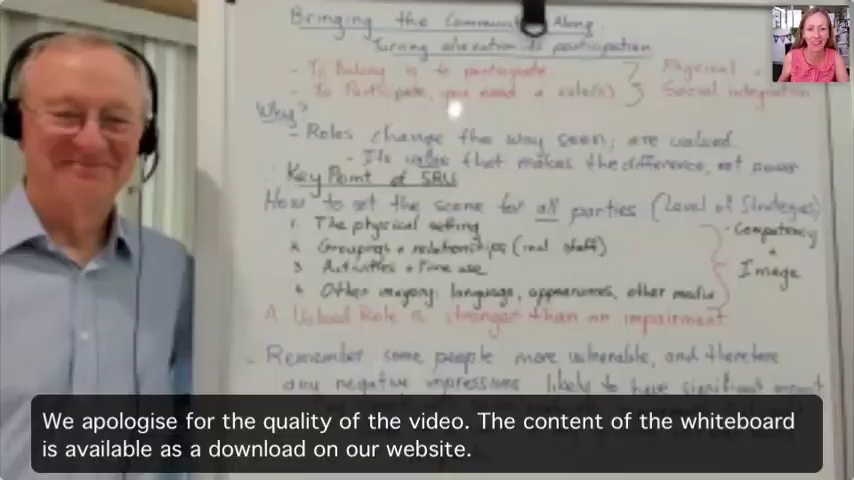 Bringing the Community Along
Turning education to participation
- To Belong is to participate
- To Participate, you need a role(s)
Physical +
Social integration
Why?
- Roles change the way seen; are valued.
- Its value that makes the difference, not power
Key Point of SRV
How to set the scene for all parties (Level of Strategies)
1. The physical setting
2. Groupings + relationships (real stuff)
3. Activities + Time use
4. Other imagery: language, appearances, other media
- Competency
+
Image
A Valued Role is stronger than an impairment
- Remember some people more vulnerable, and therefore
any negative impressions likely to have significant impact
We apologise for the quality of the video. The content of the whiteboard
is available as a download on our website.